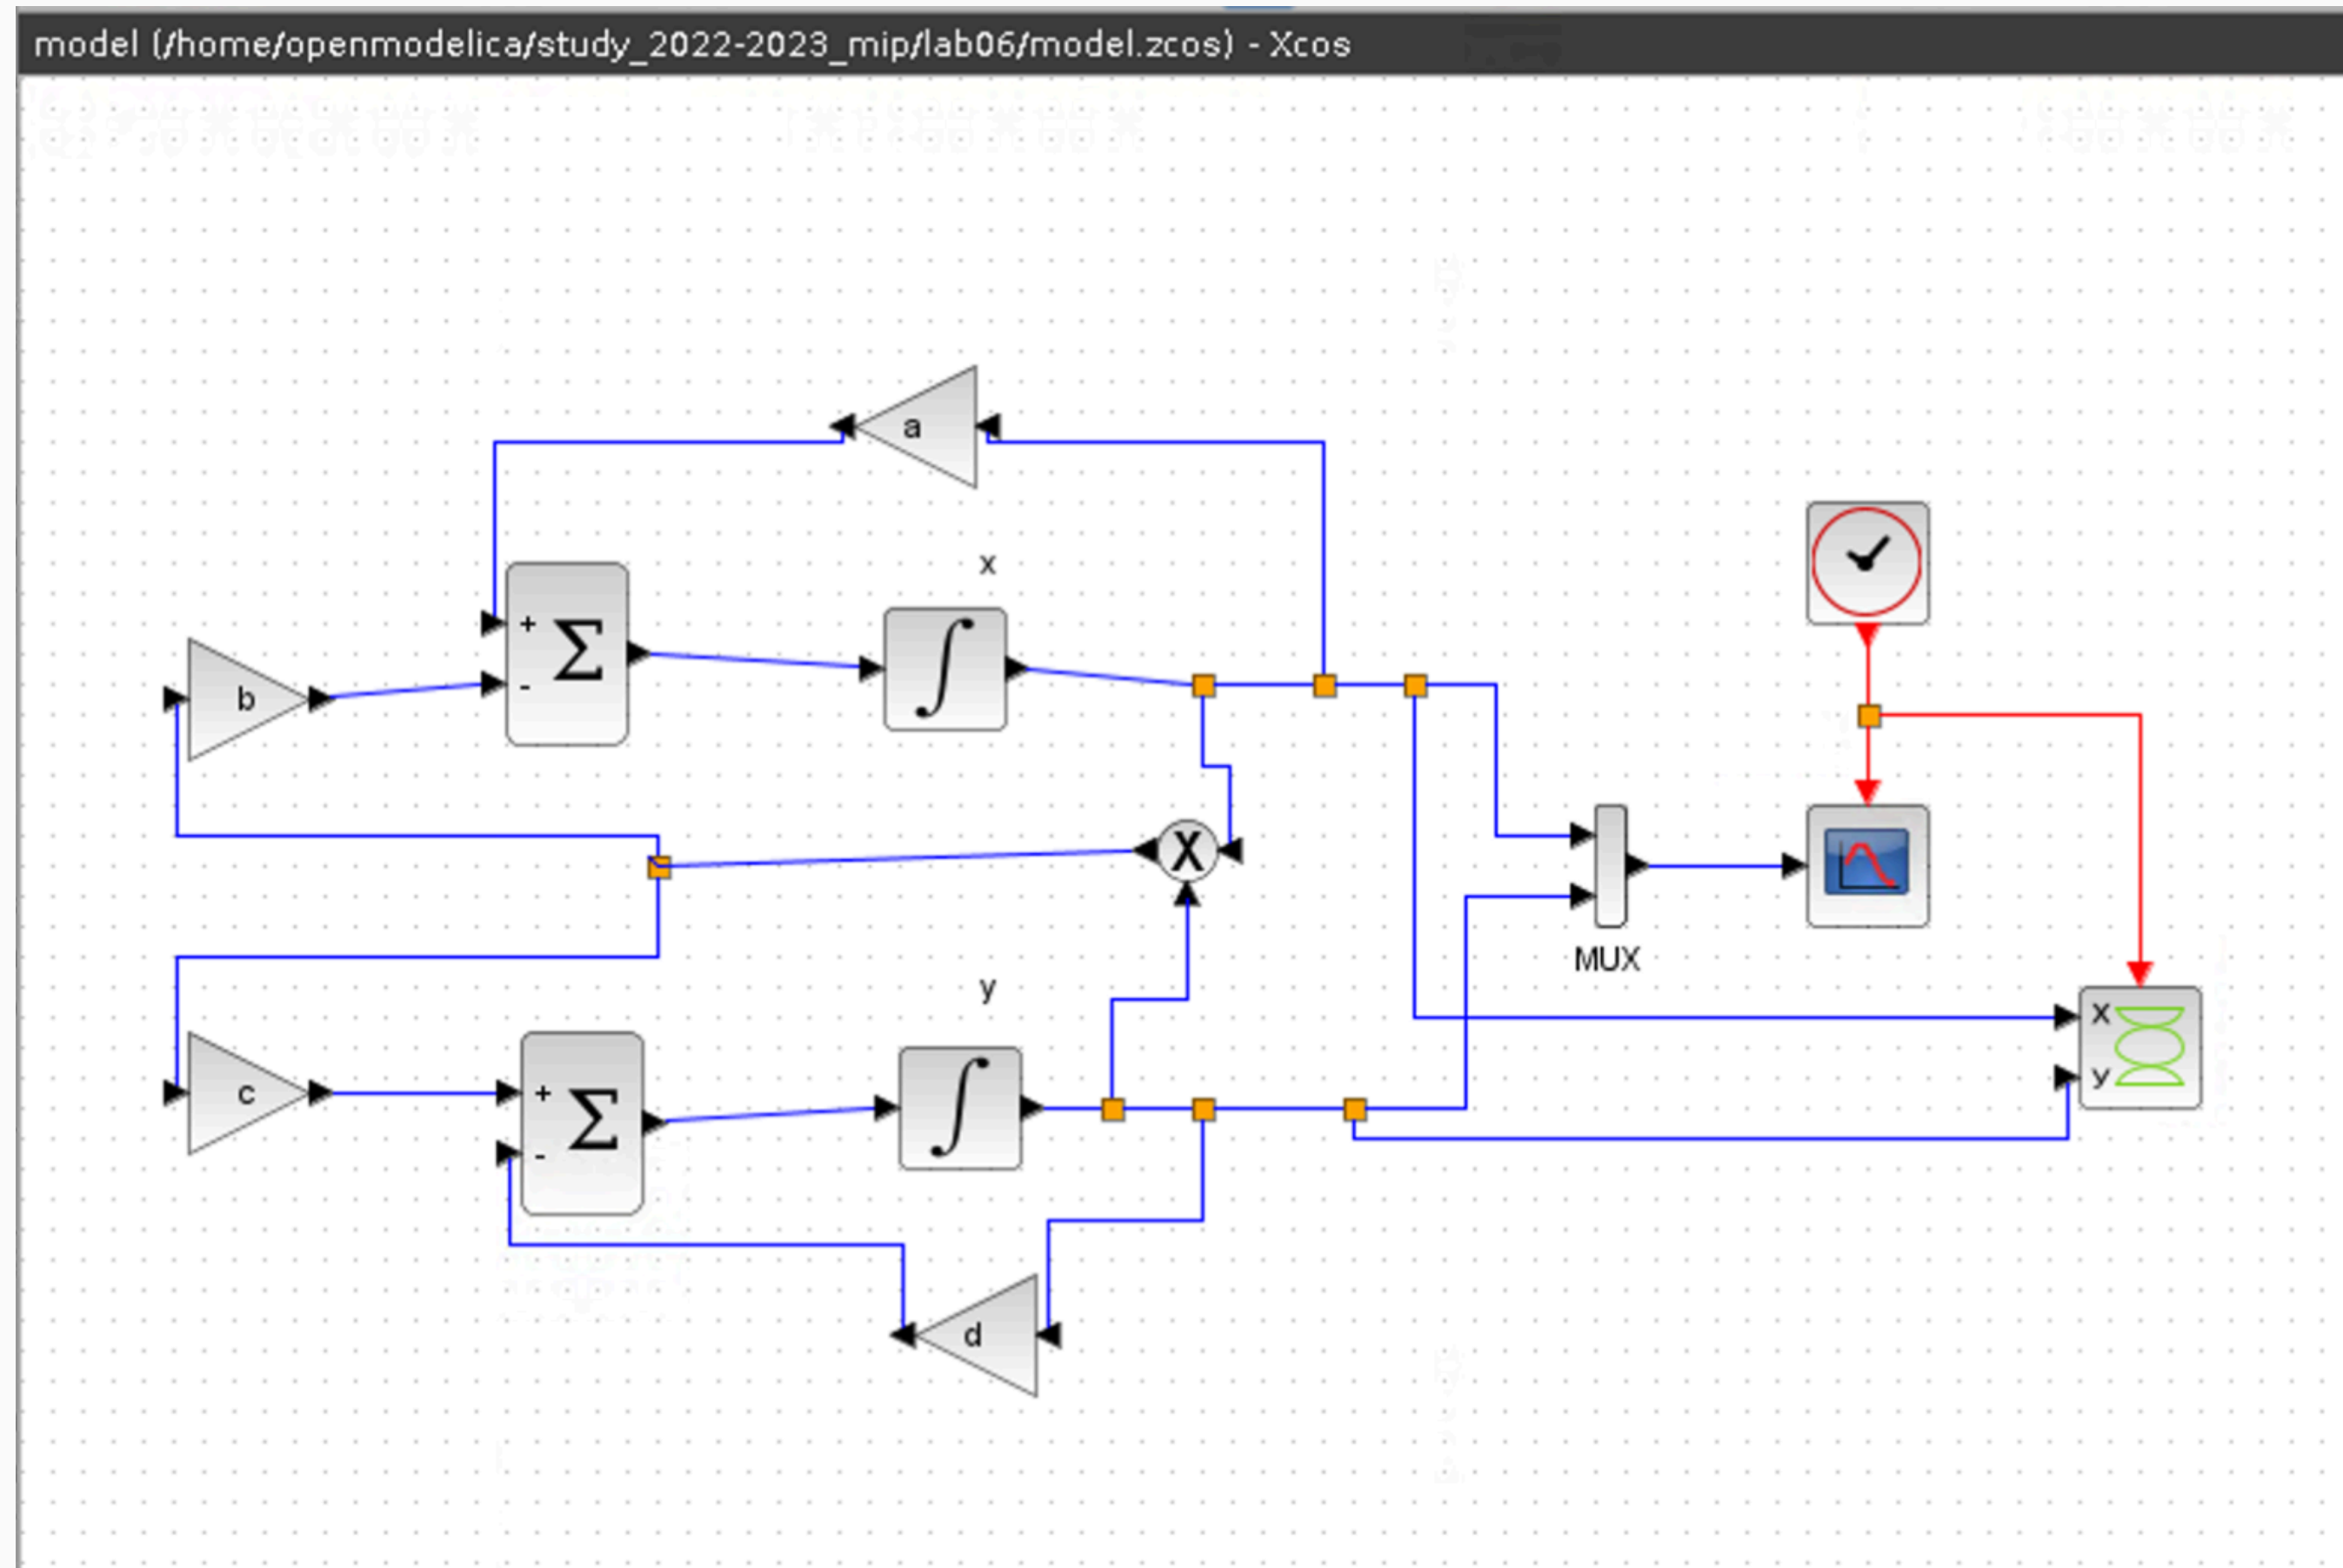 model (/home/openmodelica/study_2022-2023_mip/lab06/model.zcos) - Xcos
a
x
+
Σ
-
∫
b
X
MUX
y
x
y
c
+
Σ
-
∫
d